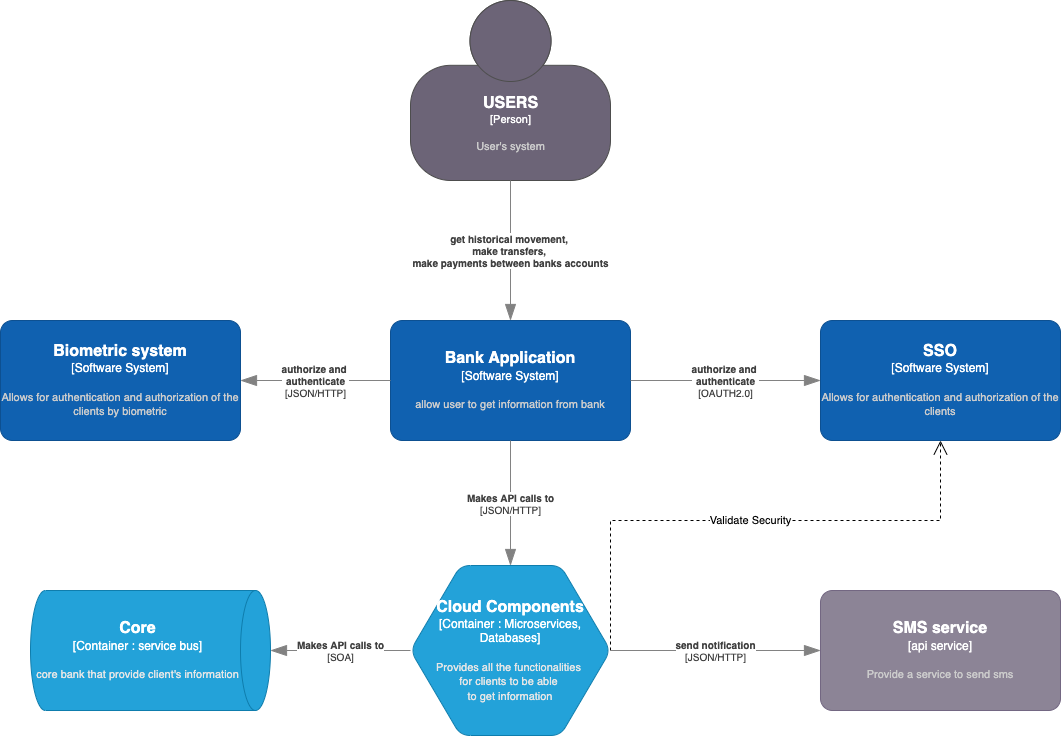 USERS
[Person]
User's system
get historical movement,
make transfers,
make payments between banks accounts
Biometric system
[Software System]
Allows for authentication and authorization of the
clients by biometric
authorize and
authenticate
[JSON/HTTP]
Bank Application
[Software System]
allow user to get information from bank
authorize and
authenticate
[OAUTH2.0]
SSO
[Software System]
Allows for authentication and authorization of the
clients
Makes API calls to
[JSON/HTTP]
Validate Security
Core
[Container : service bus]
core bank that provide client's information
Makes API calls to
[SOA]
Cloud Components
[Container : Microservices,
Databases]
Provides all the functionalities
for clients to be able
to get information
send notification
[JSON/HTTP]
SMS service
[api service]
Provide a service to send sms